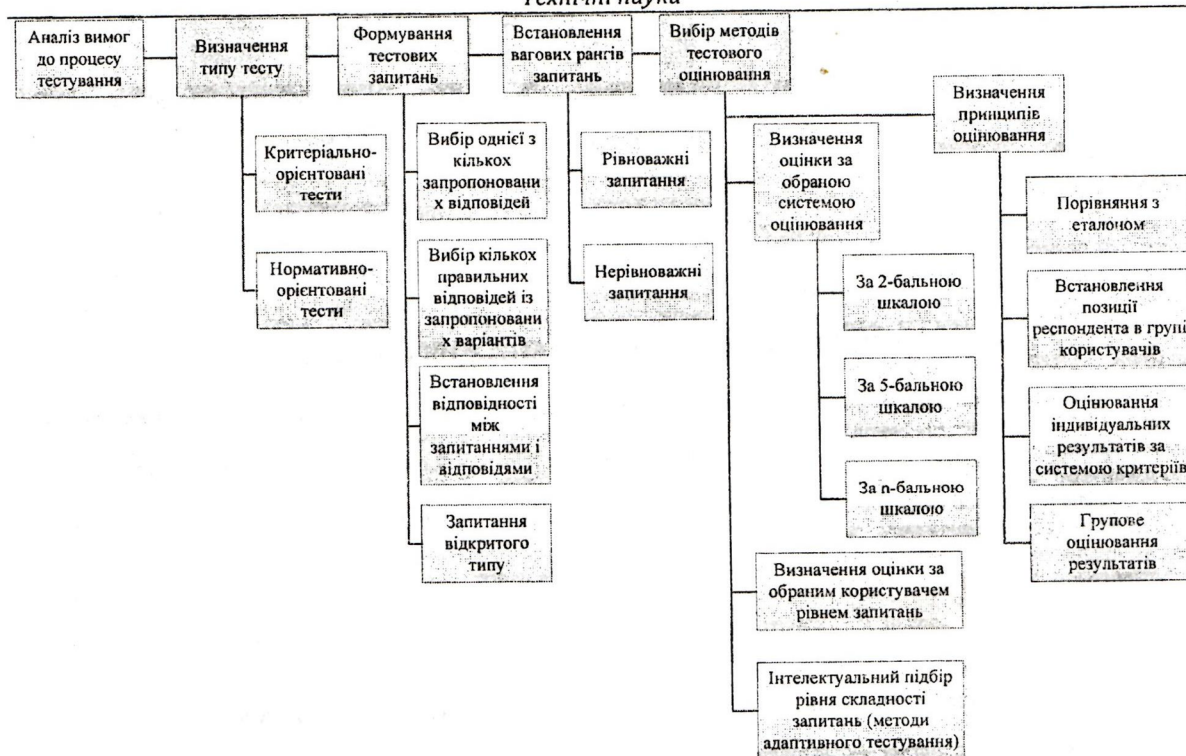 Технічні науки
Аналіз вимог
до процесу
тестування
Визначення
типу тесту
Формування
тестових
запитань
Встановлення
вагових рангів
запитань
Вибір методів
тестового
оцінювання
Критеріально-
орієнтовані
тести
Нормативно-
орієнтовані
тести
Вибір однієї з
кількох
запропоновани
х відповідей
Вибір кількох
правильних
відповідей із
запропоновани
х варіантів
Встановлення
відповідності
між
запитаннями і
відповідями
Запитання
відкритого
типу
Рівноважні
запитання
Нерівноважні
запитання
Визначення
оцінки за
обраною
системою
оцінювання
За 2-бальною
шкалою
За 5-бальною
шкалою
За n-бальною
шкалою
Визначення оцінки за
обраним користувачем
рівнем запитань
Інтелектуальний підбір
рівня складності
запитань (методи
адаптивного тестування)
Визначення
принципів
оцінювання
Порівняння з
еталоном
Встановлення
позиції
респондента в групі
користувачів
Оцінювання
індивідуальних
результатів за
системою критеріїв
Групове
оцінювання
результатів